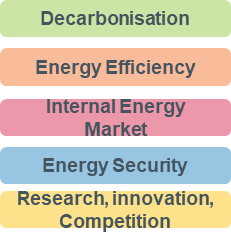 Decarbonisation
Energy Efficiency
Internal Energy
Market
Energy Security
Research, innovation,
Competition